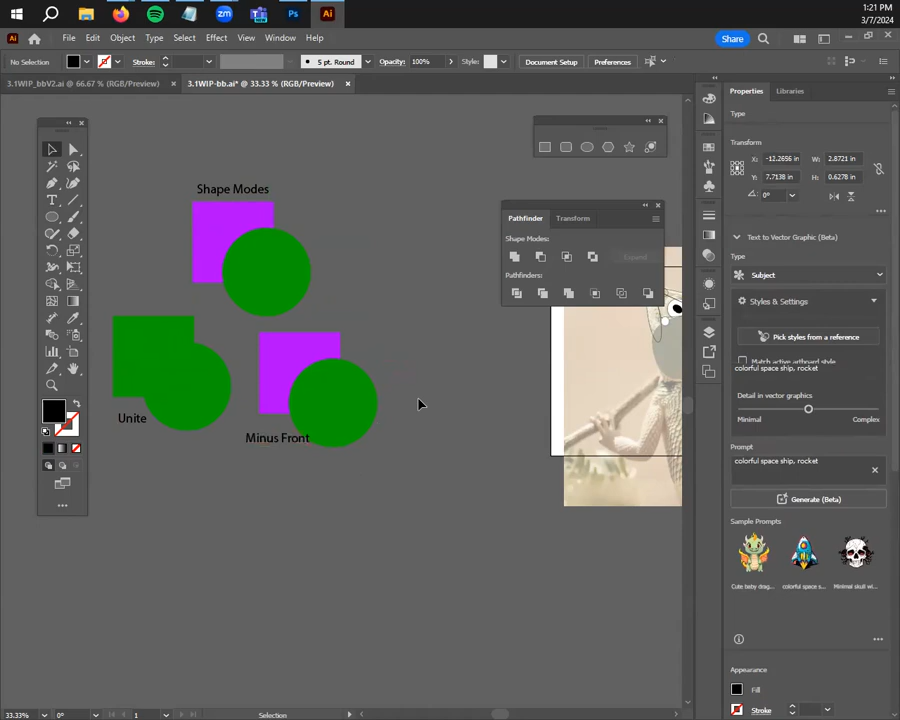 1:21 PM
3/7/2024
Ai
File Edit Object Type Select Effect View Window Help
Share
No Selection Stroke: 5 pt. Round Opacity: 100% Style: Document Setup Preferences
3.1WIP_bbV2.ai @ 66.67 % (RGB/Preview) × 3.1WIP-bb.ai* @ 33.33 % (RGB/Preview) ×
Properties Libraries
Type
Transform
X: -12.2696 in W: 2.8721 in
Y: 7.7138 in H: 0.6278 in
0°
Shape Modes
Unite
Minus Front
Pathfinder Transform
Shape Modes:
Expand
Pathfinders:
Text to Vector Graphic (Beta)
Type
Subject
Styles & Settings
Pick styles from a reference
Match active artboard style
colorful space ship, rocket
Detail in vector graphics
Minimal Complex
Prompt
colorful space ship, rocket
Generate (Beta)
Sample Prompts
Cute baby drag... colorful space s... Minimal skull wi...
Appearance
Fill
Stroke
33.33% 0° 1 Selection